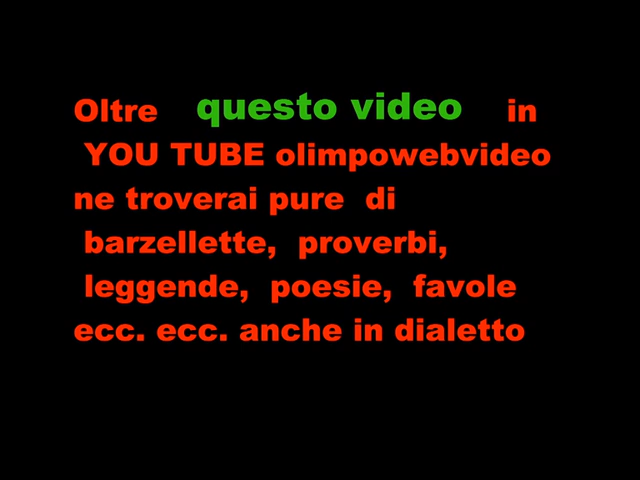 Oltre questo video in
YOU TUBE olimpowebvideo
ne troverai pure di
barzellette, proverbi,
leggende, poesie, favole
ecc. ecc. anche in dialetto